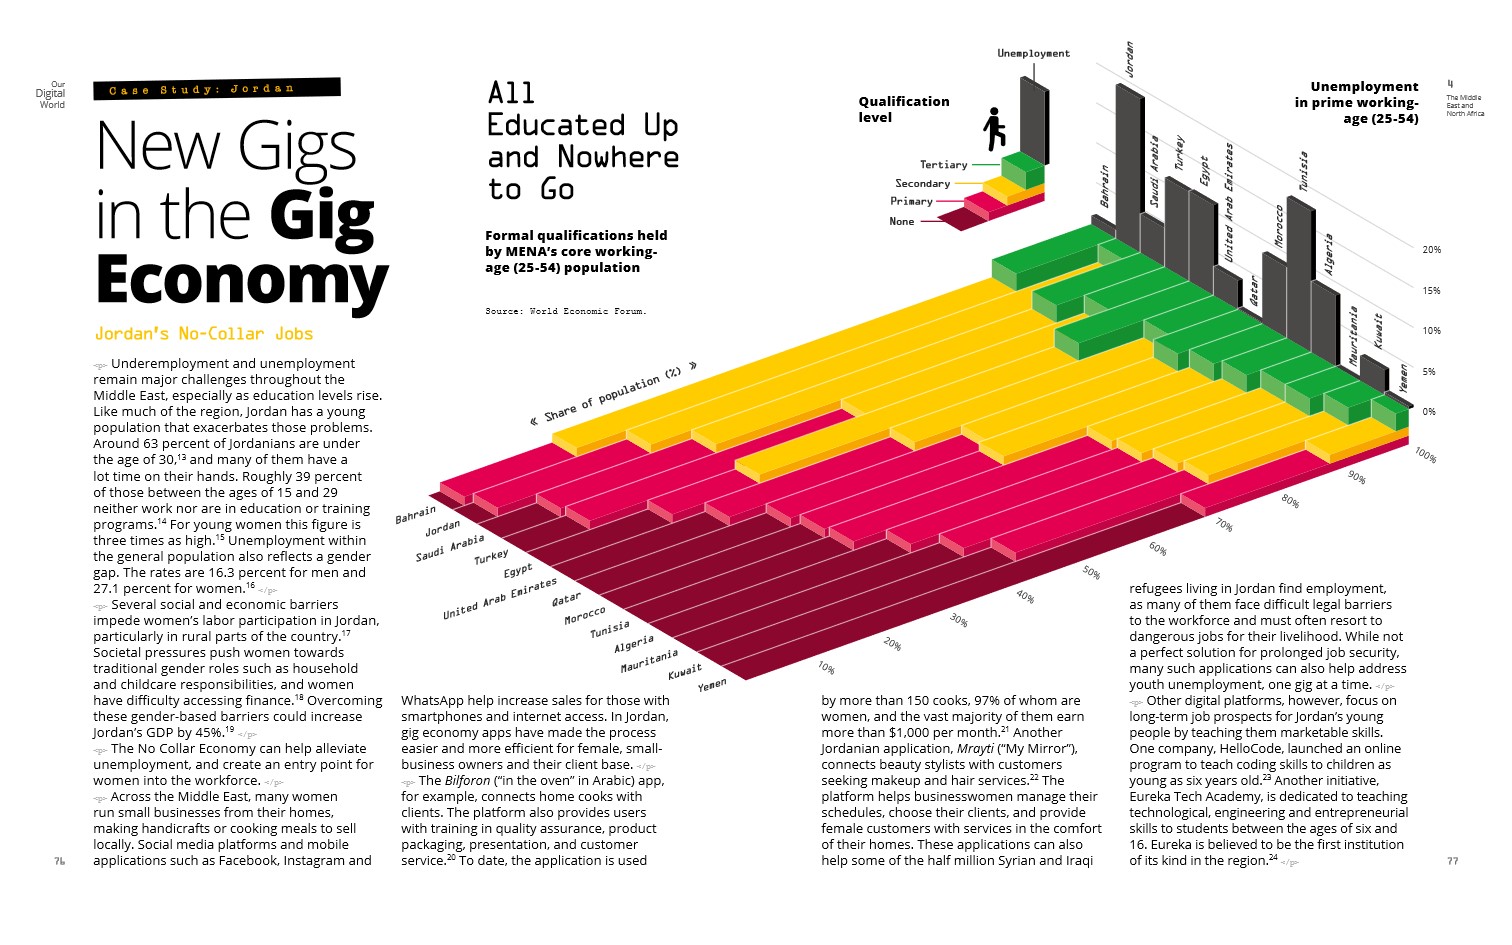 Our
Digital
World
Case Study: Jordan
New Gigs
in the Gig
Economy
Jordan's No-Collar Jobs
<p> Underemployment and unemployment
remain major challenges throughout the
Middle East, especially as education levels rise.
Like much of the region, Jordan has a young
population that exacerbates those problems.
Around 63 percent of Jordanians are under
the age of 30,13 and many of them have a
lot time on their hands. Roughly 39 percent
of those between the ages of 15 and 29
neither work nor are in education or training
programs.14 For young women this figure is
three times as high.15 Unemployment within
the general population also reflects a gender
gap. The rates are 16.3 percent for men and
27.1 percent for women.16 </p>
<p> Several social and economic barriers
impede women's labor participation in Jordan,
particularly in rural parts of the country.17
Societal pressures push women towards
traditional gender roles such as household
and childcare responsibilities, and women
have difficulty accessing finance.18 Overcoming
these gender-based barriers could increase
Jordan's GDP by 45%.19 </p>
<p> The No Collar Economy can help alleviate
unemployment, and create an entry point for
women into the workforce. </p>
<p> Across the Middle East, many women
run small businesses from their homes,
making handicrafts or cooking meals to sell
locally. Social media platforms and mobile
applications such as Facebook, Instagram and
76
All
Educated Up
and Nowhere
to Go
Formal qualifications held
by MENA's core working-
age (25-54) population
Source: World Economic Forum.
Qualification
level
Unemployment
Tertiary
Secondary
Primary
None
Unemployment
in prime working-
age (25-54)
4
The Middle
East and
North Africa
Bahrain
Jordan
Saudi Arabia
Turkey
Egypt
United Arab Emirates
Qatar
Morocco
Tunisia
Algeria
Mauritania
Kuwait
Yemen
20%
15%
10%
5%
0%
« Share of population (%) »
Bahrain
Jordan
Saudi Arabia
Turkey
Egypt
United Arab Emirates
Qatar
Morocco
Tunisia
Algeria
Mauritania
Kuwait
Yemen
10%
20%
30%
40%
50%
60%
70%
80%
90%
100%
WhatsApp help increase sales for those with
smartphones and internet access. In Jordan,
gig economy apps have made the process
easier and more efficient for female, small-
business owners and their client base. </p>
<p> The Bilforon (“in the oven” in Arabic) app,
for example, connects home cooks with
clients. The platform also provides users
with training in quality assurance, product
packaging, presentation, and customer
service.20 To date, the application is used
by more than 150 cooks, 97% of whom are
women, and the vast majority of them earn
more than $1,000 per month.21 Another
Jordanian application, Mrayti (“My Mirror”),
connects beauty stylists with customers
seeking makeup and hair services.22 The
platform helps businesswomen manage their
schedules, choose their clients, and provide
female customers with services in the comfort
of their homes. These applications can also
help some of the half million Syrian and Iraqi
refugees living in Jordan find employment,
as many of them face difficult legal barriers
to the workforce and must often resort to
dangerous jobs for their livelihood. While not
a perfect solution for prolonged job security,
many such applications can also help address
youth unemployment, one gig at a time. </p>
<p> Other digital platforms, however, focus on
long-term job prospects for Jordan's young
people by teaching them marketable skills.
One company, HelloCode, launched an online
program to teach coding skills to children as
young as six years old.23 Another initiative,
Eureka Tech Academy, is dedicated to teaching
technological, engineering and entrepreneurial
skills to students between the ages of six and
16. Eureka is believed to be the first institution
of its kind in the region.24 </p>
77